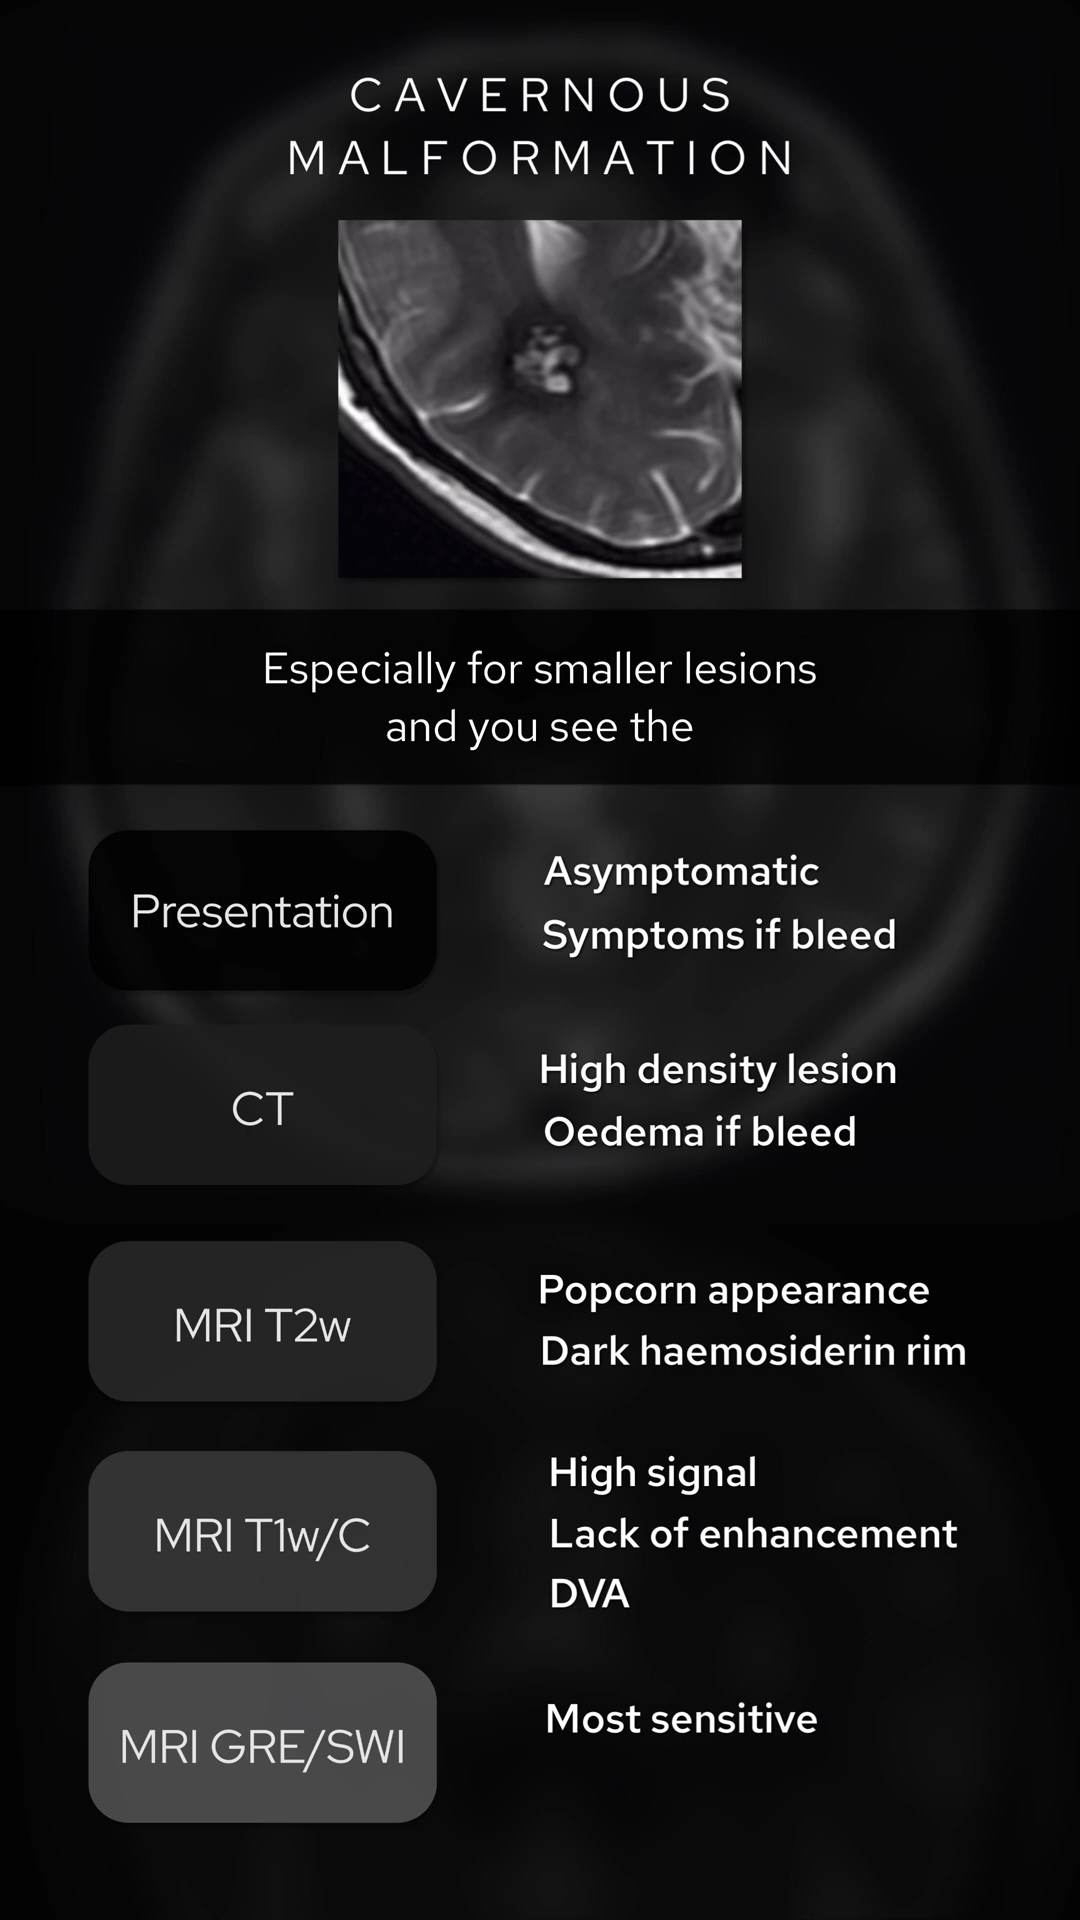 CAVERNOUS
MALFORMATION
Especially for smaller lesions
and you see the
Presentation
Asymptomatic
Symptoms if bleed
CT
High density lesion
Oedema if bleed
MRI T2w
Popcorn appearance
Dark haemosiderin rim
MRI T1w/C
High signal
Lack of enhancement
DVA
MRI GRE/SWI
Most sensitive